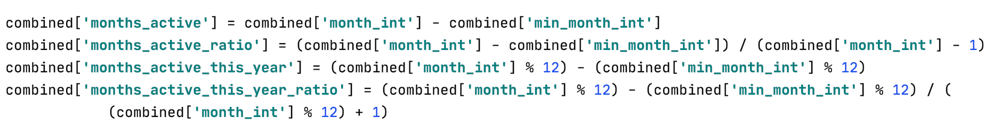 combined['months_active'] = combined['month_int'] - combined['min_month_int']
combined['months_active_ratio'] = (combined['month_int'] - combined['min_month_int']) / (combined['month_int'] - 1)
combined['months_active_this_year'] = (combined['month_int'] % 12) - (combined['min_month_int'] % 12)
combined['months_active_this_year_ratio'] = (combined['month_int'] % 12) - (combined['min_month_int'] % 12) / (
            (combined['month_int'] % 12) + 1)